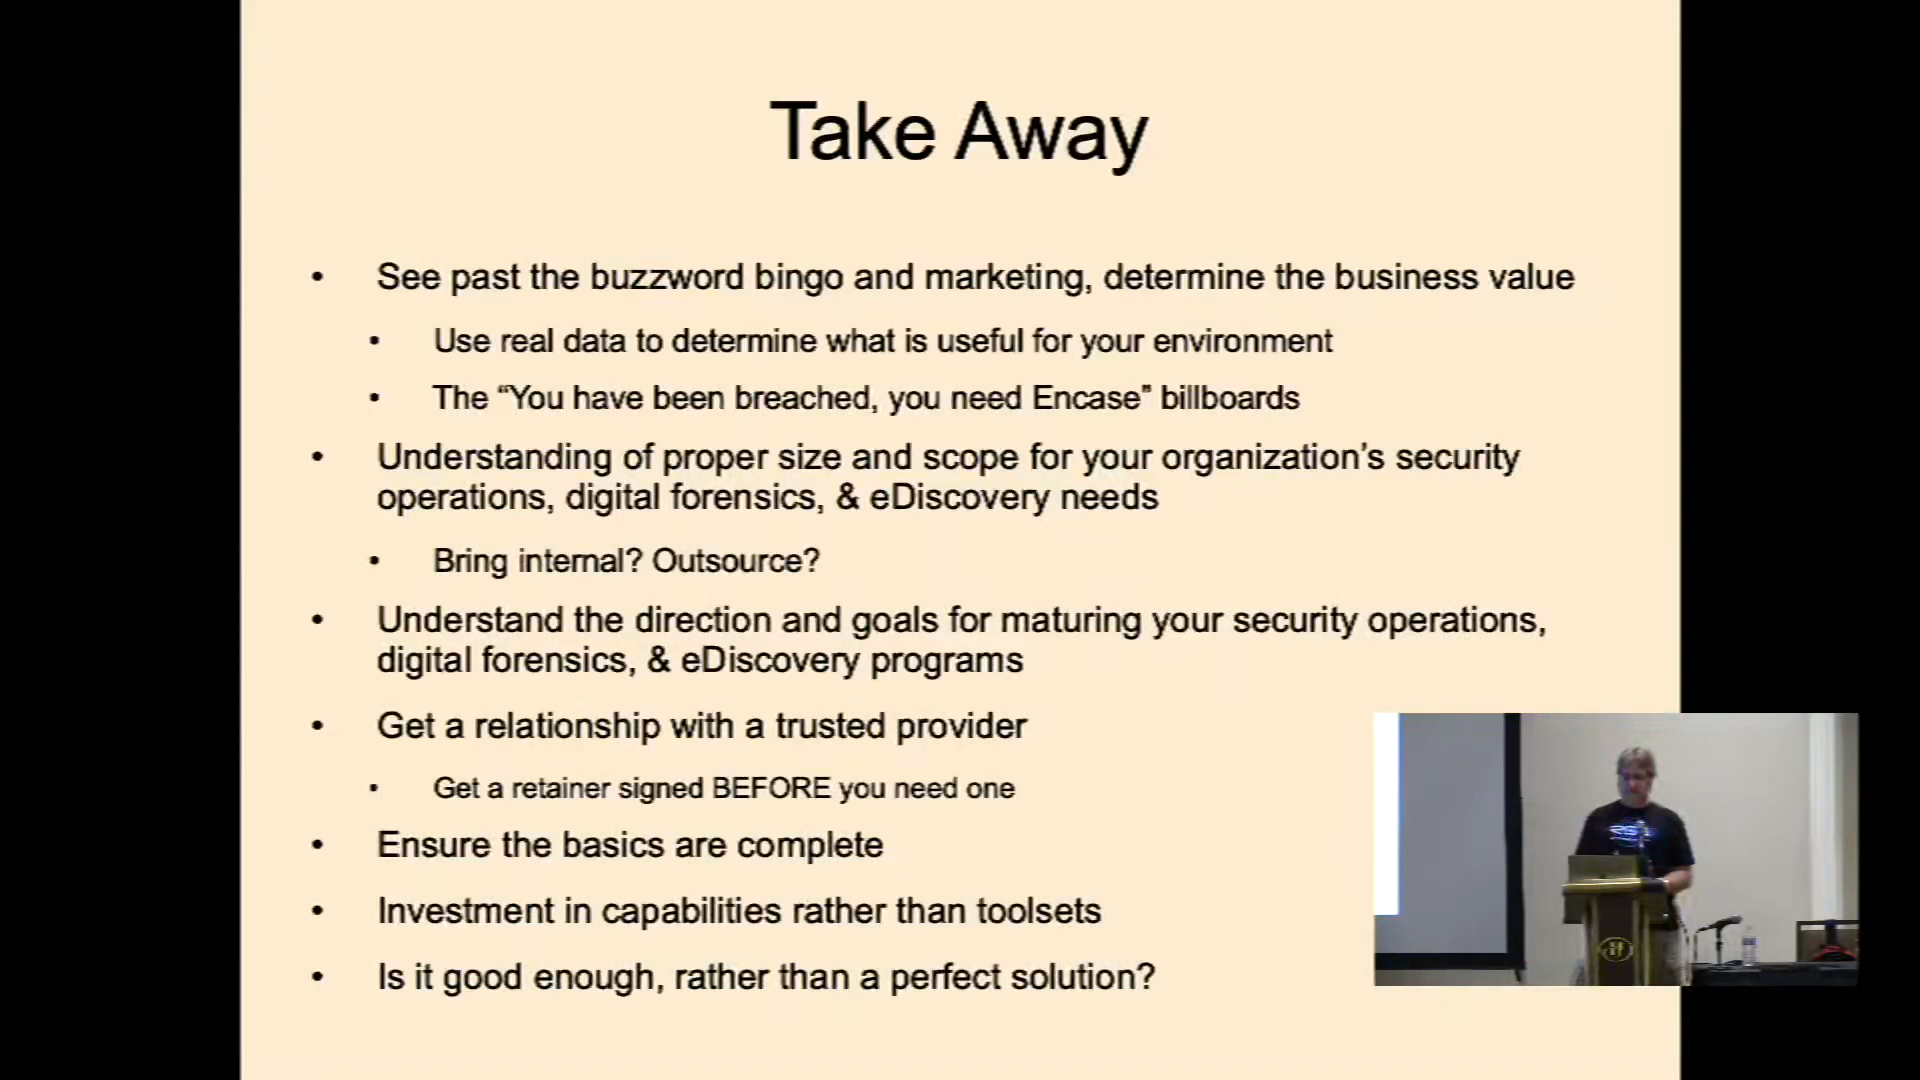 Take Away
• See past the buzzword bingo and marketing, determine the business value
• Use real data to determine what is useful for your environment
• The “You have been breached, you need Encase” billboards
• Understanding of proper size and scope for your organization’s security
operations, digital forensics, & eDiscovery needs
• Bring internal? Outsource?
• Understand the direction and goals for maturing your security operations,
digital forensics, & eDiscovery programs
• Get a relationship with a trusted provider
• Get a retainer signed BEFORE you need one
• Ensure the basics are complete
• Investment in capabilities rather than toolsets
• Is it good enough, rather than a perfect solution?